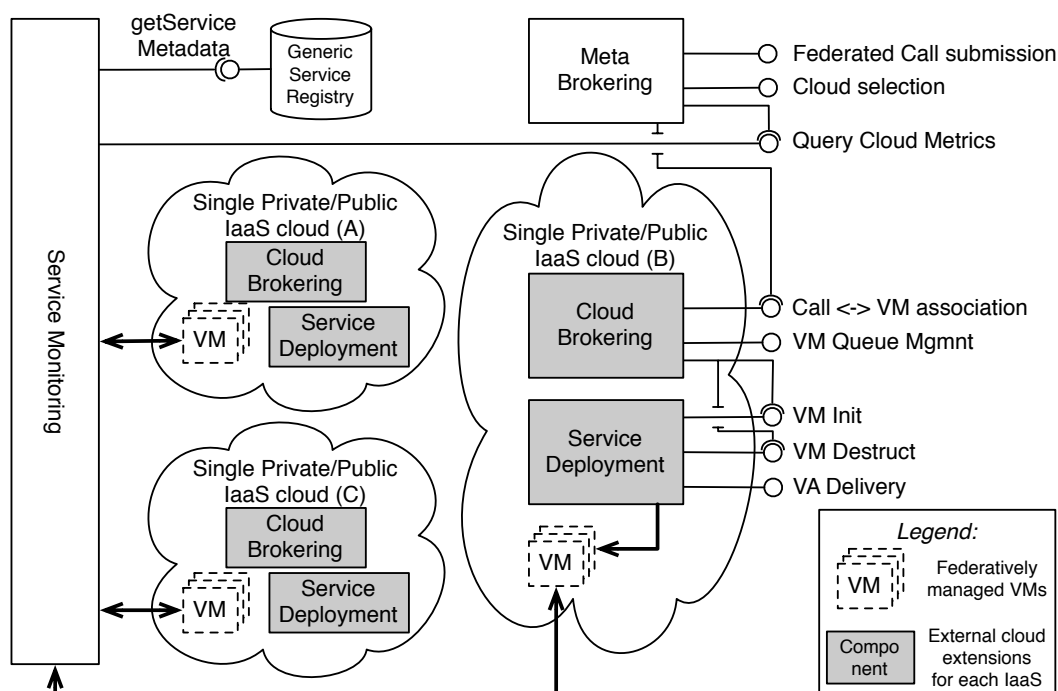 getService
Metadata
Generic
Service
Registry
Meta
Brokering
Federated Call submission
Cloud selection
Query Cloud Metrics
Service Monitoring
Single Private/Public
IaaS cloud (A)
Cloud
Brokering
VM
Service
Deployment
Single Private/Public
IaaS cloud (B)
Cloud
Brokering
Call <-> VM association
VM Queue Mgmnt
Service
Deployment
VM Init
VM Destruct
VA Delivery
VM
Single Private/Public
IaaS cloud (C)
Cloud
Brokering
VM
Service
Deployment
Legend:
VM
Federatively
managed VMs
Compo
nent
External cloud
extensions
for each IaaS